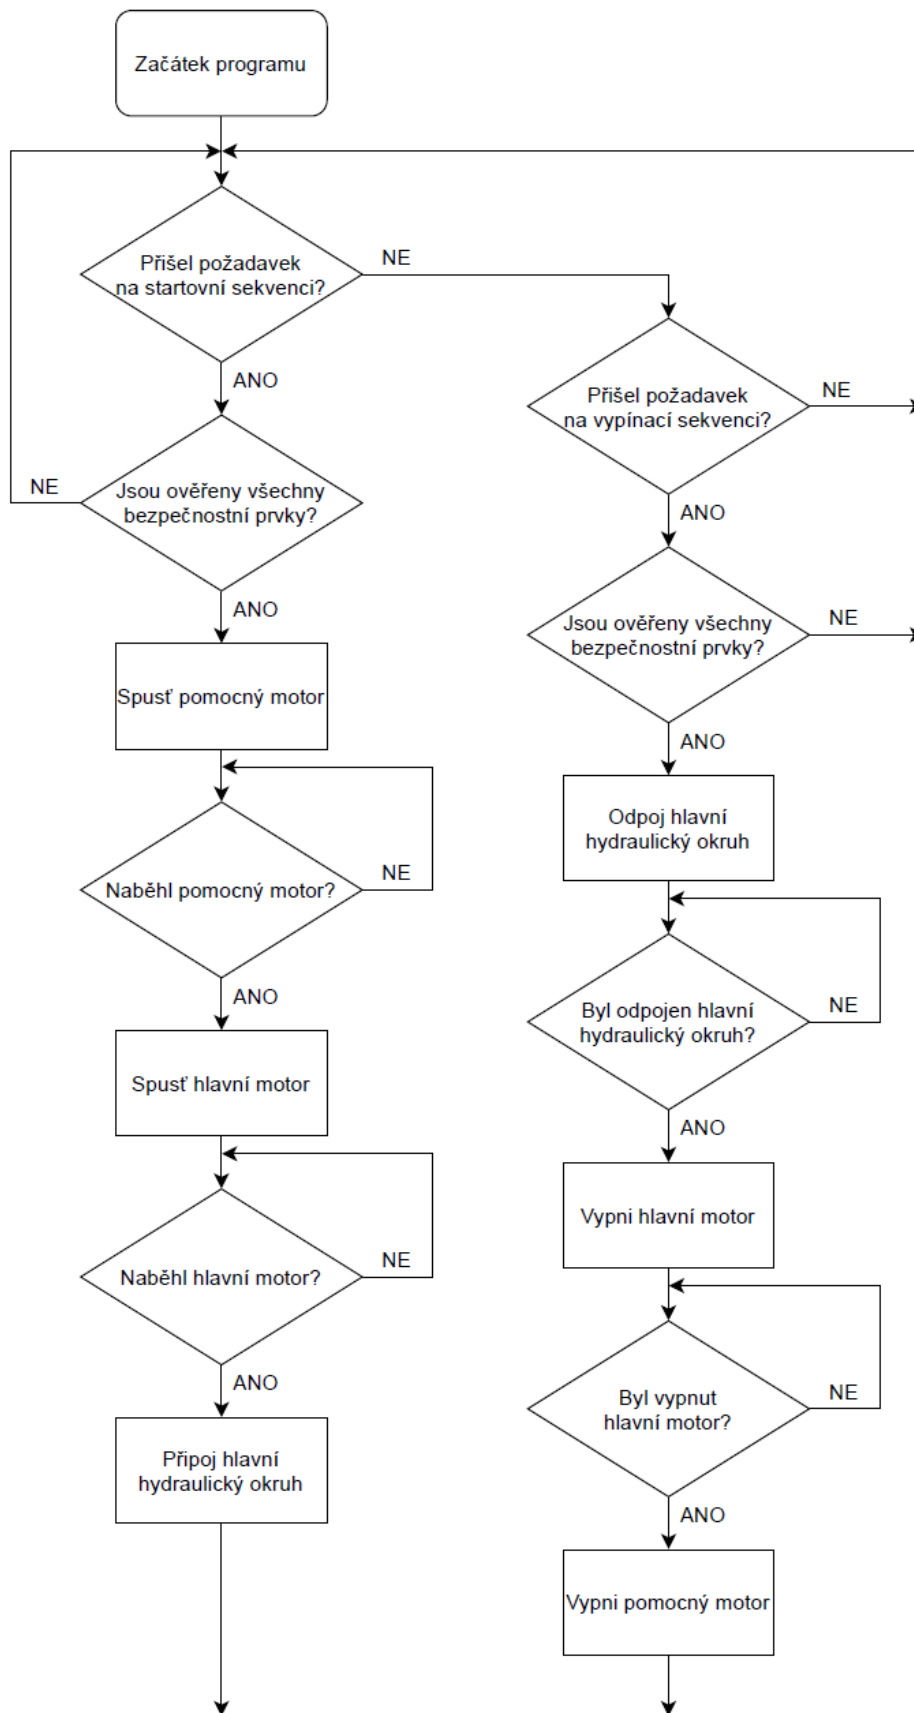 Začátek programu
Přišel požadavek
na startovní sekvenci?
NE
ANO
Jsou ověřeny všechny
bezpečnostní prvky?
NE
ANO
Spusť pomocný motor
Naběhl pomocný motor?
NE
ANO
Spusť hlavní motor
Naběhl hlavní motor?
NE
ANO
Připoj hlavní
hydraulický okruh
Přišel požadavek
na vypínací sekvenci?
NE
ANO
Jsou ověřeny všechny
bezpečnostní prvky?
NE
ANO
Odpoj hlavní
hydraulický okruh
Byl odpojen hlavní
hydraulický okruh?
NE
ANO
Vypni hlavní motor
Byl vypnut
hlavní motor?
NE
ANO
Vypni pomocný motor